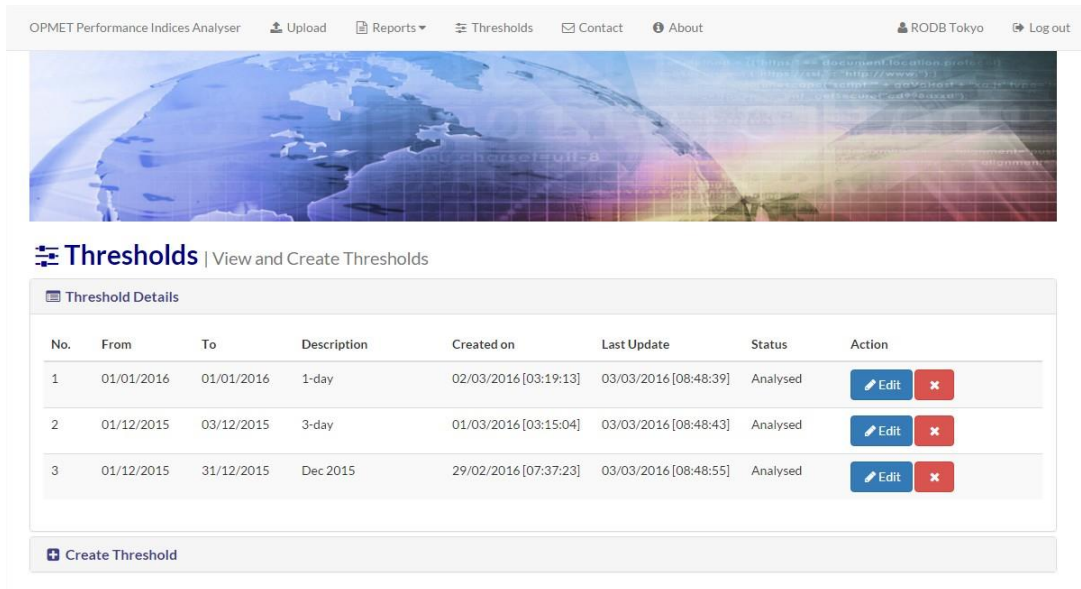 OPMET Performance Indices Analyser Upload Reports Thresholds Contact About RODB Tokyo Log out
charset=utf-8
Thresholds | View and Create Thresholds
Threshold Details
No. From To Description Created on Last Update Status Action
1 01/01/2016 01/01/2016 1-day 02/03/2016 [03:19:13] 03/03/2016 [08:48:39] Analysed Edit
2 01/12/2015 03/12/2015 3-day 01/03/2016 [03:15:04] 03/03/2016 [08:48:43] Analysed Edit
3 01/12/2015 31/12/2015 Dec 2015 29/02/2016 [07:37:23] 03/03/2016 [08:48:55] Analysed Edit
Create Threshold